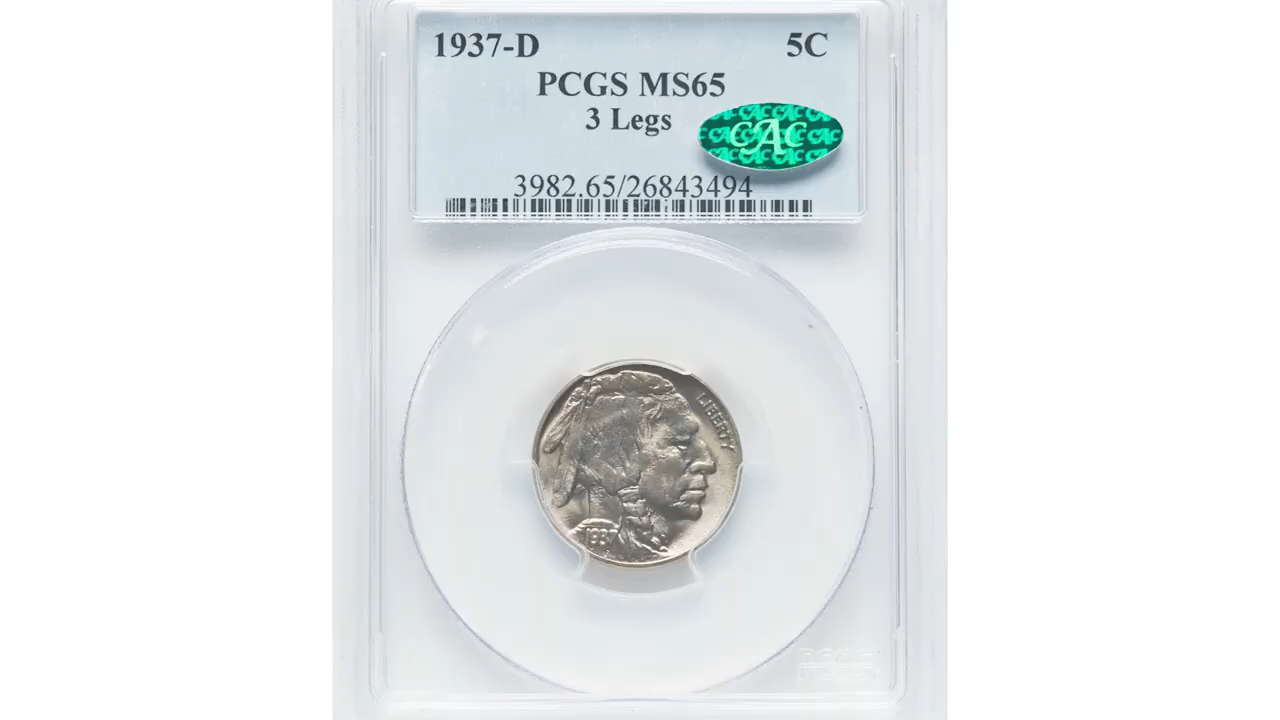 1937-D 5C
PCGS MS65
3 Legs
CAC
3982.65/26843494
LIBERTY
1937